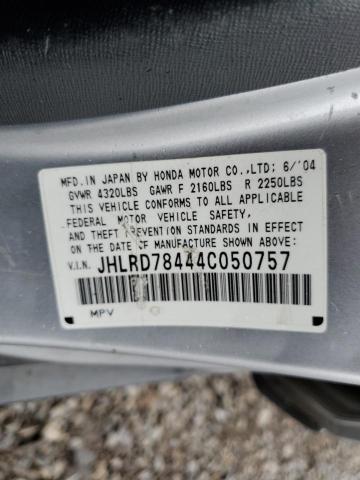 MFD.IN JAPAN BY HONDA MOTOR CO.,LTD: 6/'04
GVWR 4320LBS GAWR F 2160LBS R 2250LBS
THIS VEHICLE CONFORMS TO ALL APPLICABLE
FEDERAL MOTOR VEHICLE SAFETY, BUMPER,
AND THEFT PREVENTION STANDARDS IN EFFECT
ON THE DATE OF MANUFACTURE SHOWN ABOVE.
V.I.N. JHLRD78444C050757
MPV